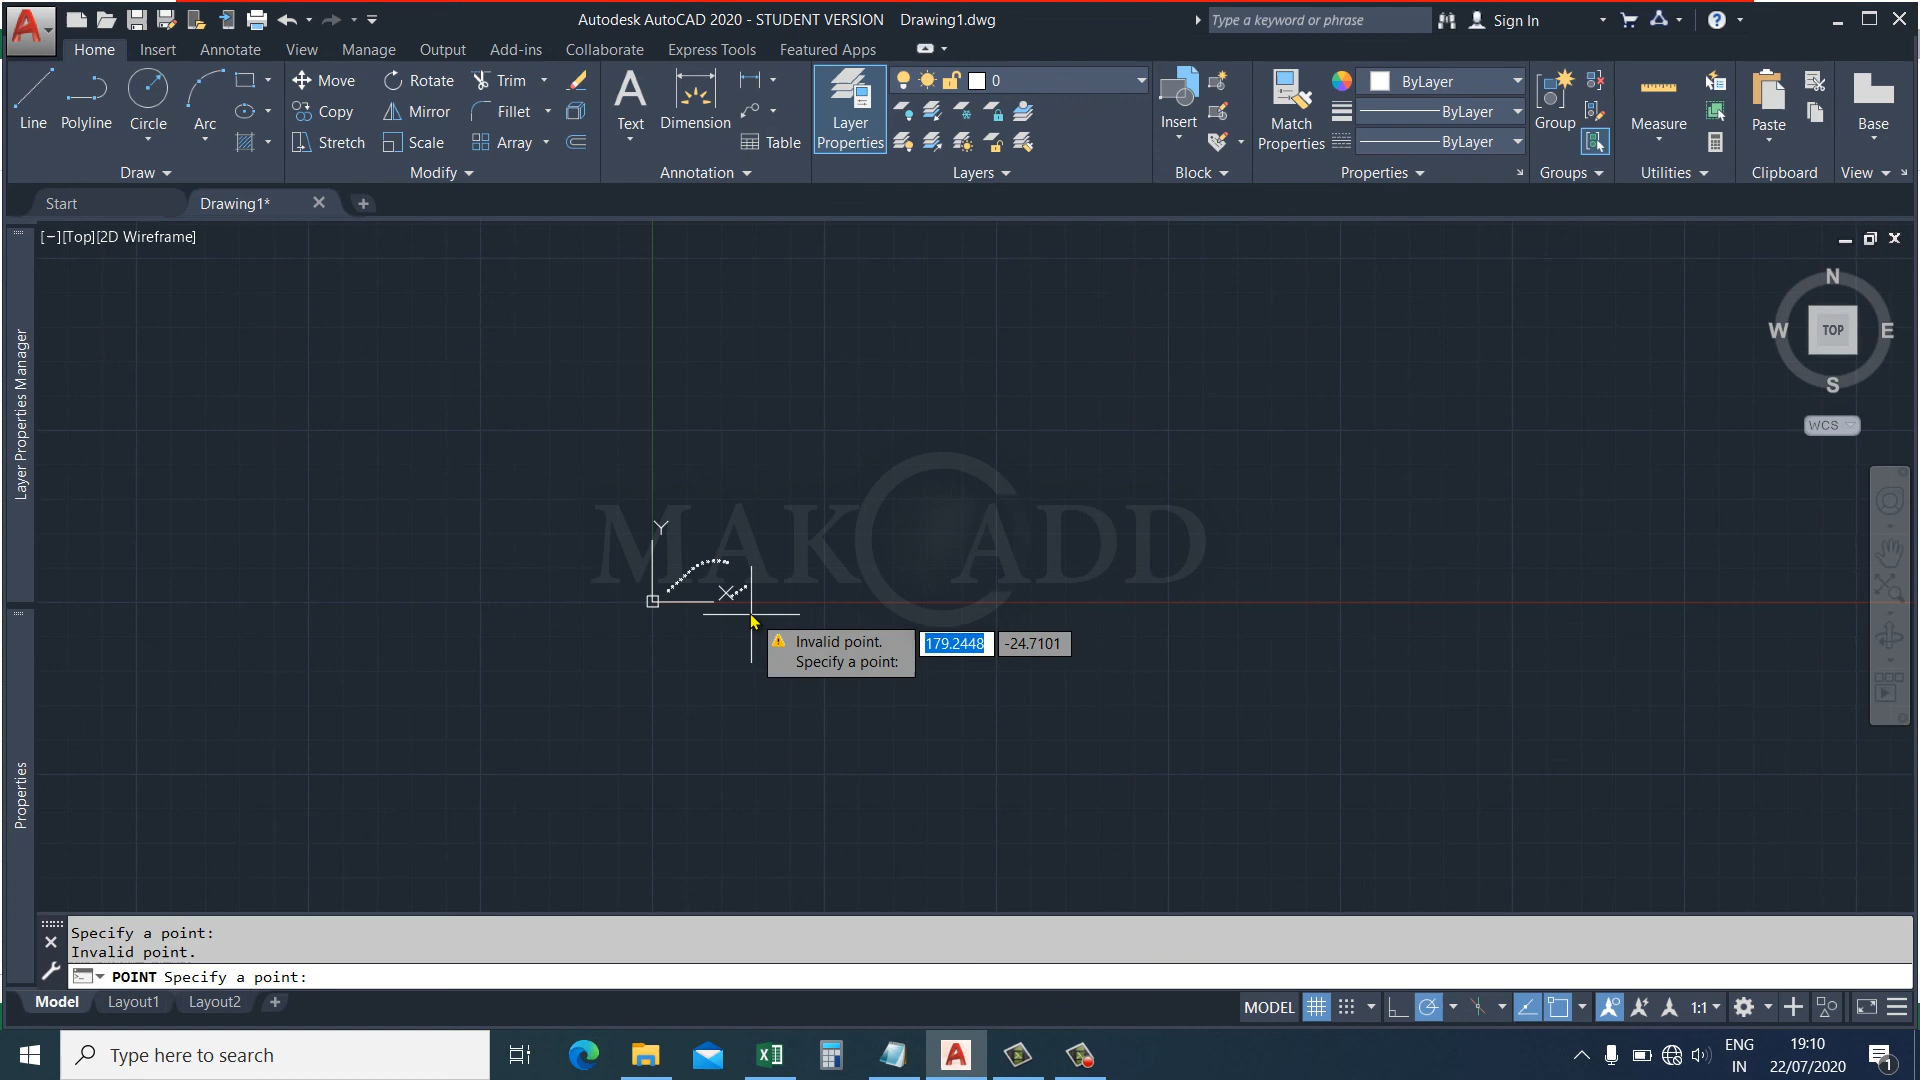 Autodesk AutoCAD 2020 - STUDENT VERSION Drawing1.dwg
Type a keyword or phrase
Sign In
Home Insert Annotate View Manage Output Add-ins Collaborate Express Tools Featured Apps
Line Polyline Circle Arc
Move Rotate Trim
Copy Mirror Fillet
Stretch Scale Array
Text Dimension Table
Layer Properties
0
Insert
Match Properties
ByLayer
ByLayer
ByLayer
Group
Measure
Paste
Base
Draw Modify Annotation Layers Block Properties Groups Utilities Clipboard View
Start Drawing1*
[−][Top][2D Wireframe]
N
W TOP E
S
WCS
Layer Properties Manager
MAK CADD
Y
X
Invalid point.
Specify a point: 179.2448 -24.7101
Properties
Specify a point:
Invalid point.
POINT Specify a point:
Model Layout1 Layout2
MODEL 1:1
Type here to search
ENG
IN
19:10
22/07/2020
1